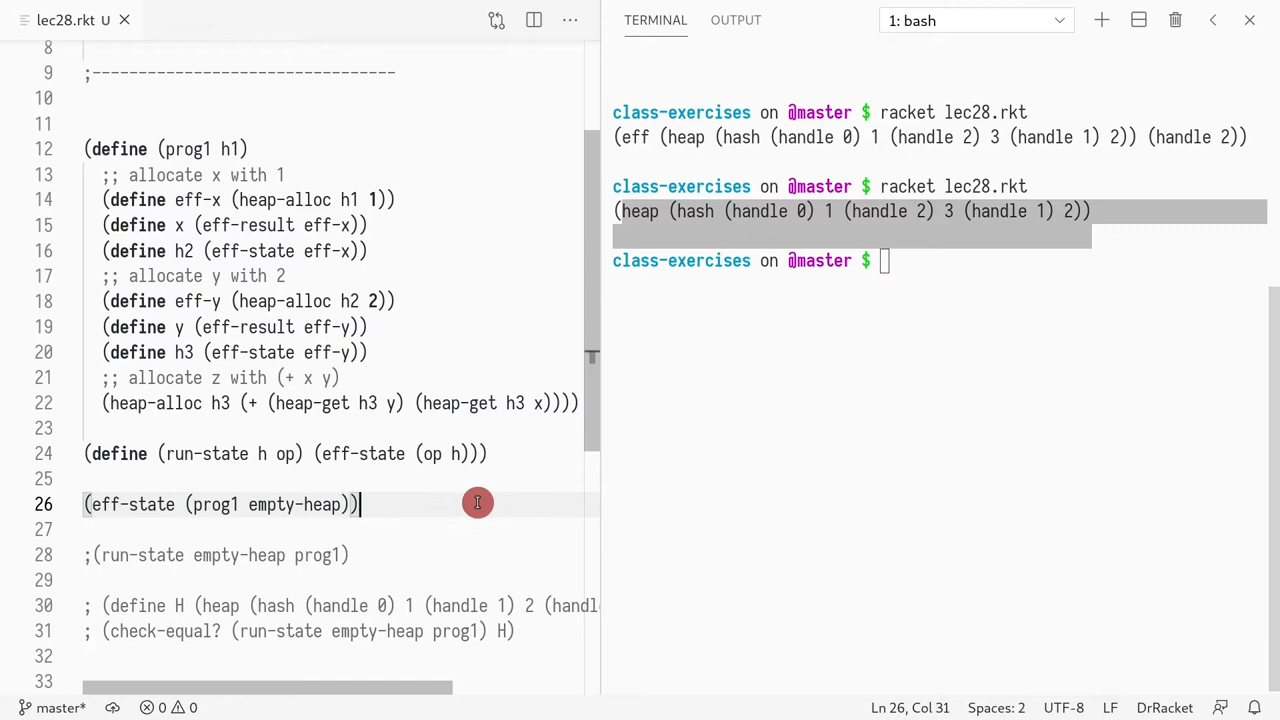 lec28.rkt U
8
9 ;---------------------------------
10
11
12 (define (prog1 h1)
13 ;; allocate x with 1
14 (define eff-x (heap-alloc h1 1))
15 (define x (eff-result eff-x))
16 (define h2 (eff-state eff-x))
17 ;; allocate y with 2
18 (define eff-y (heap-alloc h2 2))
19 (define y (eff-result eff-y))
20 (define h3 (eff-state eff-y))
21 ;; allocate z with (+ x y)
22 (heap-alloc h3 (+ (heap-get h3 y) (heap-get h3 x))))
23
24 (define (run-state h op) (eff-state (op h)))
25
26 (eff-state (prog1 empty-heap))
27
28 ;(run-state empty-heap prog1)
29
30 ; (define H (heap (hash (handle 0) 1 (handle 1) 2 (handl
31 ; (check-equal? (run-state empty-heap prog1) H)
32
33
master* 0 0
TERMINAL OUTPUT 1: bash
class-exercises on @master $ racket lec28.rkt
(eff (heap (hash (handle 0) 1 (handle 2) 3 (handle 1) 2)) (handle 2))
class-exercises on @master $ racket lec28.rkt
(heap (hash (handle 0) 1 (handle 2) 3 (handle 1) 2))
class-exercises on @master $
Ln 26, Col 31 Spaces: 2 UTF-8 LF DrRacket